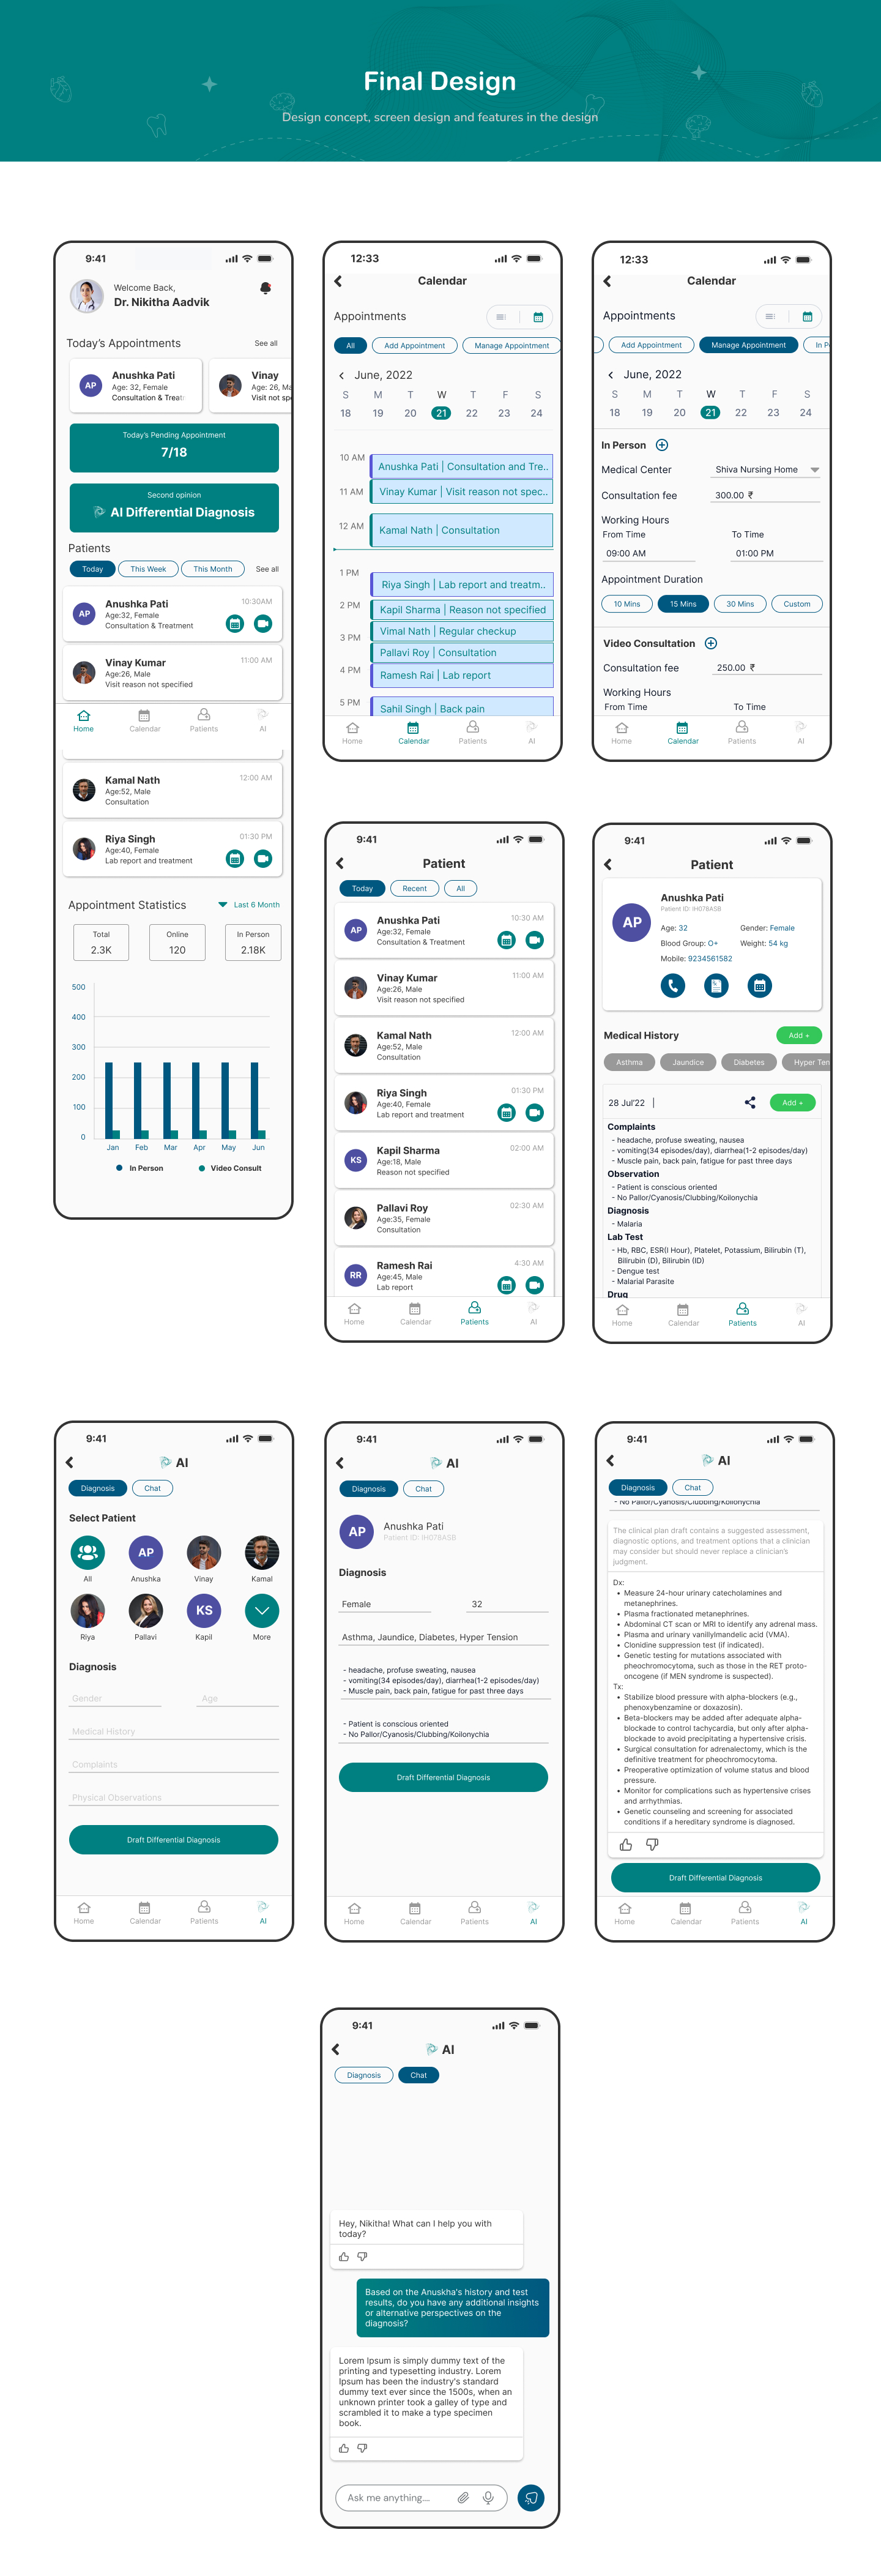 Final Design
Design concept, screen design and features in the design
9:41
Welcome Back,
Dr. Nikitha Aadvik
Today's Appointments
See all
AP
Anushka Pati
Age: 32, Female
Consultation & Treat
Vinay
Age: 26, Ma
Visit not sp
Today's Pending Appointment
7/18
Second opinion
AI Differential Diagnosis
Patients
Today
This Week
This Month
See all
AP
Anushka Pati
Age:32, Female
Consultation & Treatment
10:30AM
Vinay Kumar
Age:26, Male
Visit reason not specified
11:00 AM
Home
Calendar
Patients
AI
Kamal Nath
Age:52, Male
Consultation
12:00 AM
Riya Singh
Age:40, Female
Lab report and treatment
01:30 PM
Appointment Statistics
Last 6 Month
Total
2.3K
Online
120
In Person
2.18K
500
400
300
200
100
0
Jan
Feb
Mar
Apr
May
Jun
In Person
Video Consult
12:33
Calendar
Appointments
All
Add Appointment
Manage Appointment
June, 2022
S M T W T F S
18 19 20 21 22 23 24
10 AM
Anushka Pati | Consultation and Tre..
11 AM
Vinay Kumar | Visit reason not spec..
12 AM
Kamal Nath | Consultation
1 PM
Riya Singh | Lab report and treatm..
2 PM
Kapil Sharma | Reason not specified
Vimal Nath | Regular checkup
3 PM
Pallavi Roy | Consultation
4 PM
Ramesh Rai | Lab report
5 PM
Sahil Singh | Back pain
Home
Calendar
Patients
AI
12:33
Calendar
Appointments
Add Appointment
Manage Appointment
In P
June, 2022
S M T W T F S
18 19 20 21 22 23 24
In Person
Medical Center
Shiva Nursing Home
Consultation fee
300.00 ₹
Working Hours
From Time
To Time
09:00 AM
01:00 PM
Appointment Duration
10 Mins
15 Mins
30 Mins
Custom
Video Consultation
Consultation fee
250.00 ₹
Working Hours
From Time
To Time
Home
Calendar
Patients
AI
9:41
Patient
Today
Recent
All
AP
Anushka Pati
Age:32, Female
Consultation & Treatment
10:30 AM
Vinay Kumar
Age:26, Male
Visit reason not specified
11:00 AM
Kamal Nath
Age:52, Male
Consultation
12:00 AM
Riya Singh
Age:40, Female
Lab report and treatment
01:30 PM
KS
Kapil Sharma
Age:18, Male
Reason not specified
02:00 AM
Pallavi Roy
Age:35, Female
Consultation
02:30 AM
RR
Ramesh Rai
Age:45, Male
Lab report
4:30 AM
Home
Calendar
Patients
AI
9:41
Patient
AP
Anushka Pati
Patient ID: IH078ASB
Age: 32
Gender: Female
Blood Group: O+
Weight: 54 kg
Mobile: 9234561582
Medical History
Add +
Asthma
Jaundice
Diabetes
Hyper Ten
28 Jul'22 |
Add +
Complaints
- headache, profuse sweating, nausea
- vomiting(34 episodes/day), diarrhea(1-2 episodes/day)
- Muscle pain, back pain, fatigue for past three days
Observation
- Patient is conscious oriented
- No Pallor/Cyanosis/Clubbing/Koilonychia
Diagnosis
- Malaria
Lab Test
- Hb, RBC, ESR(I Hour), Platelet, Potassium, Bilirubin (T),
Bilirubin (D), Bilirubin (ID)
- Dengue test
- Malarial Parasite
Drug
Home
Calendar
Patients
AI
9:41
AI
Diagnosis
Chat
Select Patient
AP
All
Anushka
Vinay
Kamal
KS
Riya
Pallavi
Kapil
More
Diagnosis
Gender
Age
Medical History
Complaints
Physical Observations
Draft Differential Diagnosis
Home
Calendar
Patients
AI
9:41
AI
Diagnosis
Chat
AP
Anushka Pati
Patient ID: IH078ASB
Diagnosis
Female
32
Asthma, Jaundice, Diabetes, Hyper Tension
- headache, profuse sweating, nausea
- vomiting(34 episodes/day), diarrhea(1-2 episodes/day)
- Muscle pain, back pain, fatigue for past three days
- Patient is conscious oriented
- No Pallor/Cyanosis/Clubbing/Koilonychia
Draft Differential Diagnosis
Home
Calendar
Patients
AI
9:41
AI
Diagnosis
Chat
- No Pallor/Cyanosis/Clubbing/Koilonychia
The clinical plan draft contains a suggested assessment,
diagnostic options, and treatment options that a clinician
may consider but should never replace a clinician's
judgment.
Dx:
• Measure 24-hour urinary catecholamines and
metanephrines.
• Plasma fractionated metanephrines.
• Abdominal CT scan or MRI to identify any adrenal mass.
• Plasma and urinary vanillylmandelic acid (VMA).
• Clonidine suppression test (if indicated).
• Genetic testing for mutations associated with
pheochromocytoma, such as those in the RET proto-
oncogene (if MEN syndrome is suspected).
Tx:
• Stabilize blood pressure with alpha-blockers (e.g.,
phenoxybenzamine or doxazosin).
• Beta-blockers may be added after adequate alpha-
blockade to control tachycardia, but only after alpha-
blockade to avoid precipitating a hypertensive crisis.
• Surgical consultation for adrenalectomy, which is the
definitive treatment for pheochromocytoma.
• Preoperative optimization of volume status and blood
pressure.
• Monitor for complications such as hypertensive crises
and arrhythmias.
• Genetic counseling and screening for associated
conditions if a hereditary syndrome is diagnosed.
Draft Differential Diagnosis
Home
Calendar
Patients
AI
9:41
AI
Diagnosis
Chat
Hey, Nikitha! What can I help you with
today?
Based on the Anuskha's history and test
results, do you have any additional insights
or alternative perspectives on the
diagnosis?
Lorem Ipsum is simply dummy text of the
printing and typesetting industry. Lorem
Ipsum has been the industry's standard
dummy text ever since the 1500s, when an
unknown printer took a galley of type and
scrambled it to make a type specimen
book.
Ask me anything....